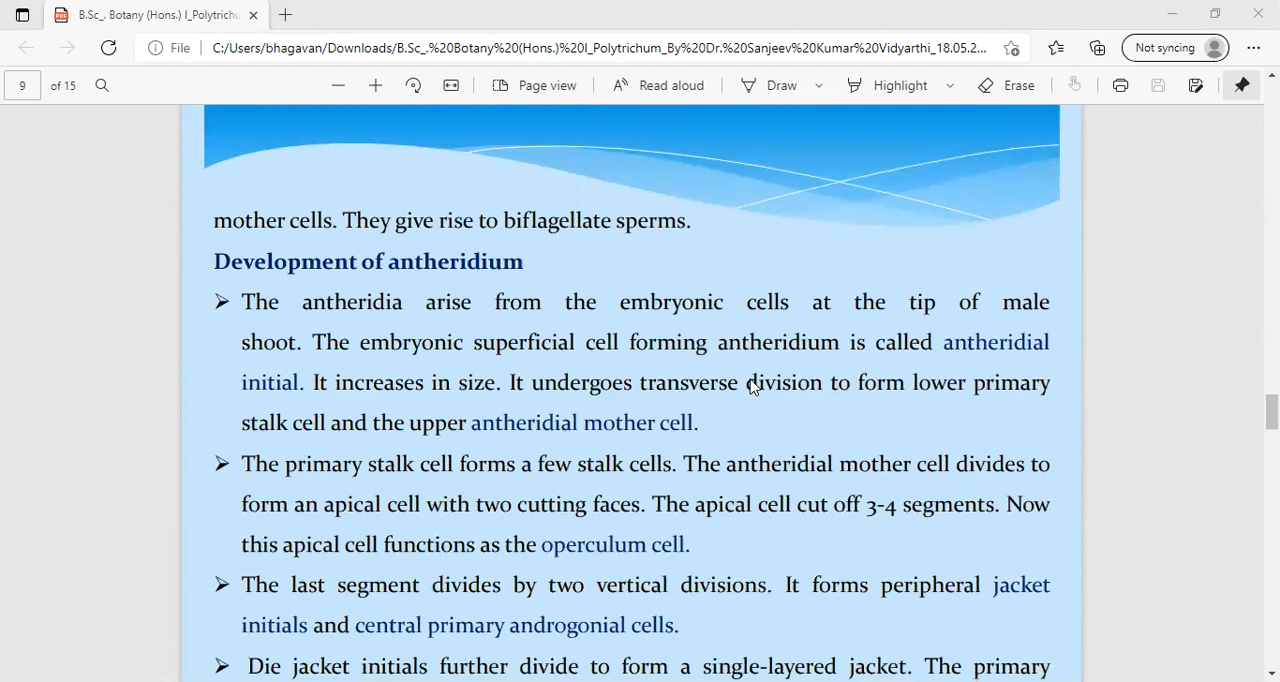 B.Sc_. Botany (Hons.) I_Polytrichu
File
C:/Users/bhagavàn/Downloads/B.Sc_.%20Botany%20(Hons.)%20I_Polytrichum_By%20Dr.%20Sanjeev%20Kumar%20Vidyarthi_18.05.2...
Not syncing
9 of 15
Page view
Read aloud
Draw
Highlight
Erase
mother cells. They give rise to biflagellate sperms.
Development of antheridium
➢ The antheridia arise from the embryonic cells at the tip of male
shoot. The embryonic superficial cell forming antheridium is called antheridial
initial. It increases in size. It undergoes transverse division to form lower primary
stalk cell and the upper antheridial mother cell.
➢ The primary stalk cell forms a few stalk cells. The antheridial mother cell divides to
form an apical cell with two cutting faces. The apical cell cut off 3-4 segments. Now
this apical cell functions as the operculum cell.
➢ The last segment divides by two vertical divisions. It forms peripheral jacket
initials and central primary androgonial cells.
➢ Die jacket initials further divide to form a single-layered jacket. The primary